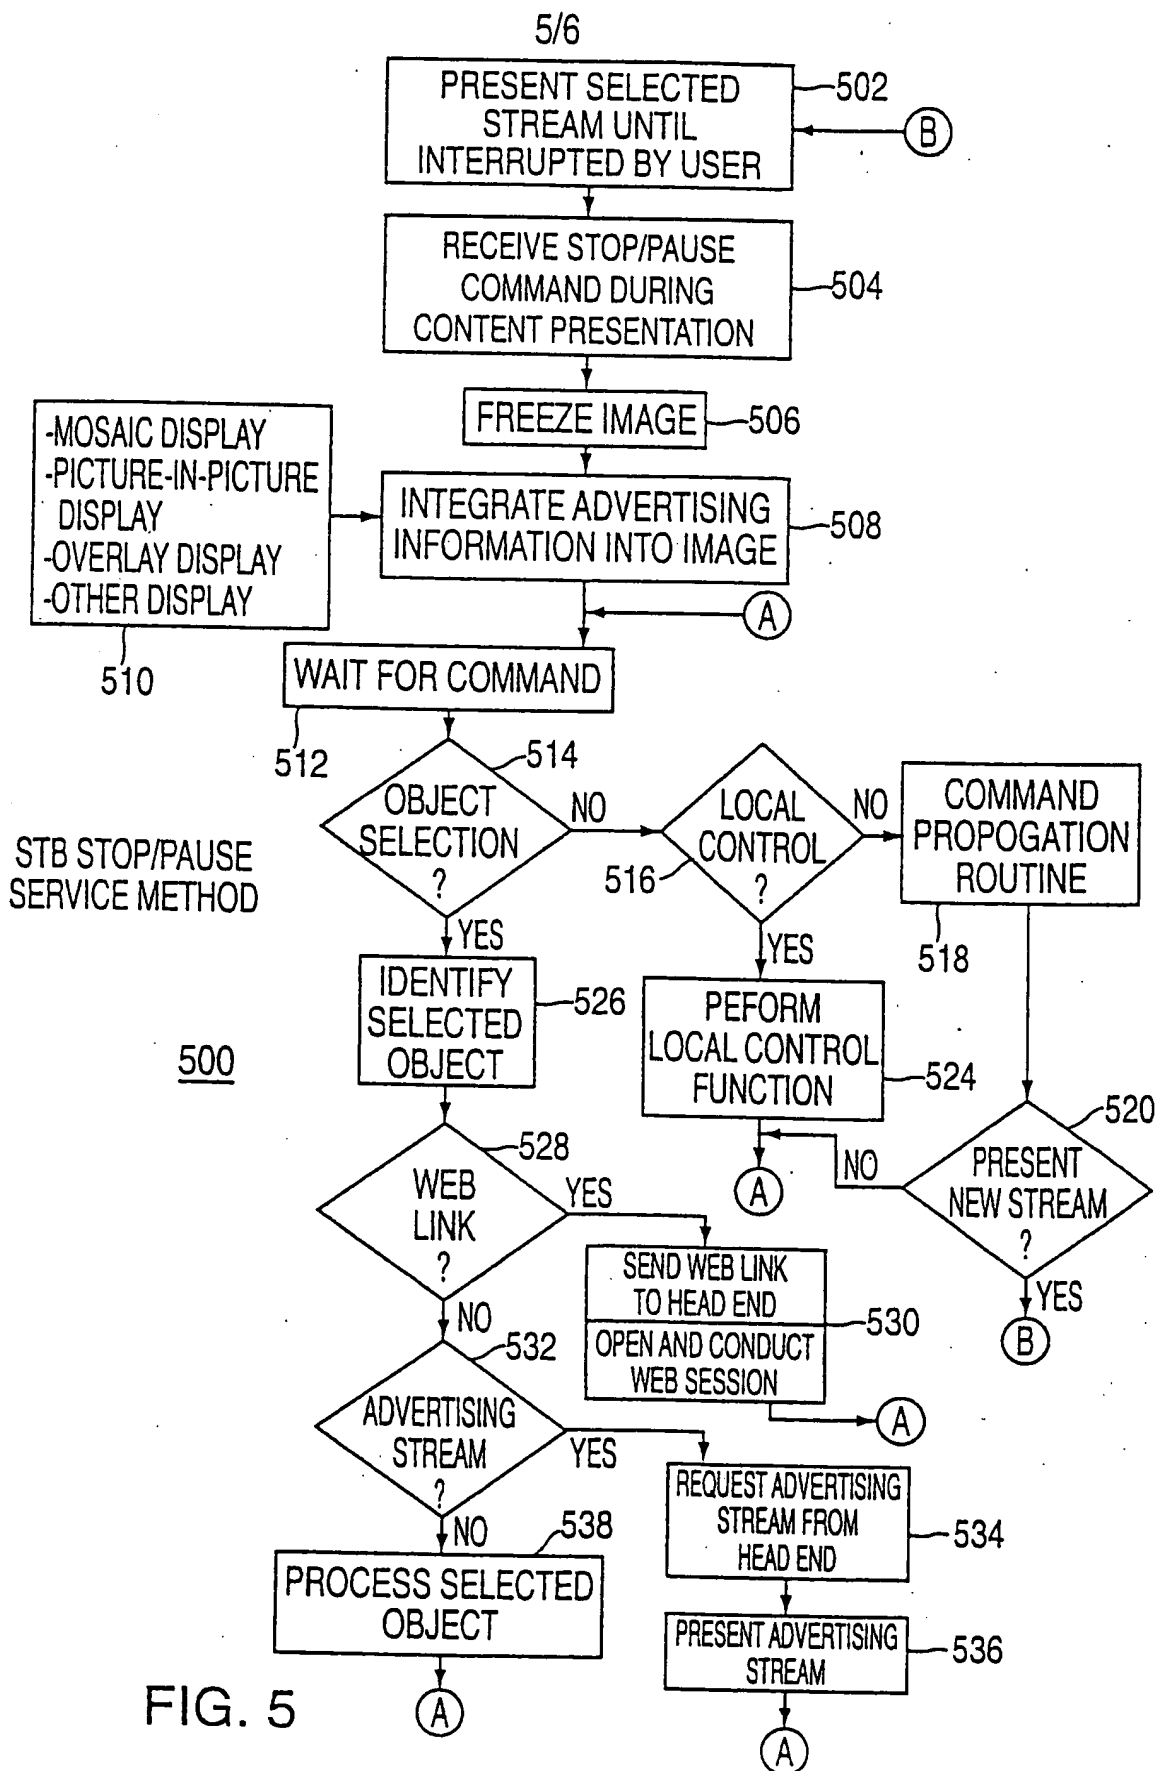 5/6
PRESENT SELECTED
STREAM UNTIL
INTERRUPTED BY USER
502
B
RECEIVE STOP/PAUSE
COMMAND DURING
CONTENT PRESENTATION
504
FREEZE IMAGE
506
-MOSAIC DISPLAY
-PICTURE-IN-PICTURE
DISPLAY
-OVERLAY DISPLAY
-OTHER DISPLAY
510
INTEGRATE ADVERTISING
INFORMATION INTO IMAGE
508
A
WAIT FOR COMMAND
512
OBJECT
SELECTION
?
514
NO
LOCAL
CONTROL
?
516
NO
COMMAND
PROPOGATION
ROUTINE
518
STB STOP/PAUSE
SERVICE METHOD
YES
IDENTIFY
SELECTED
OBJECT
526
YES
PEFORM
LOCAL CONTROL
FUNCTION
524
500
A
NO
PRESENT
NEW STREAM
?
520
YES
B
WEB
LINK
?
528
YES
SEND WEB LINK
TO HEAD END
OPEN AND CONDUCT
WEB SESSION
530
A
NO
ADVERTISING
STREAM
?
532
YES
REQUEST ADVERTISING
STREAM FROM
HEAD END
534
PRESENT ADVERTISING
STREAM
536
A
NO
PROCESS SELECTED
OBJECT
538
A
FIG. 5